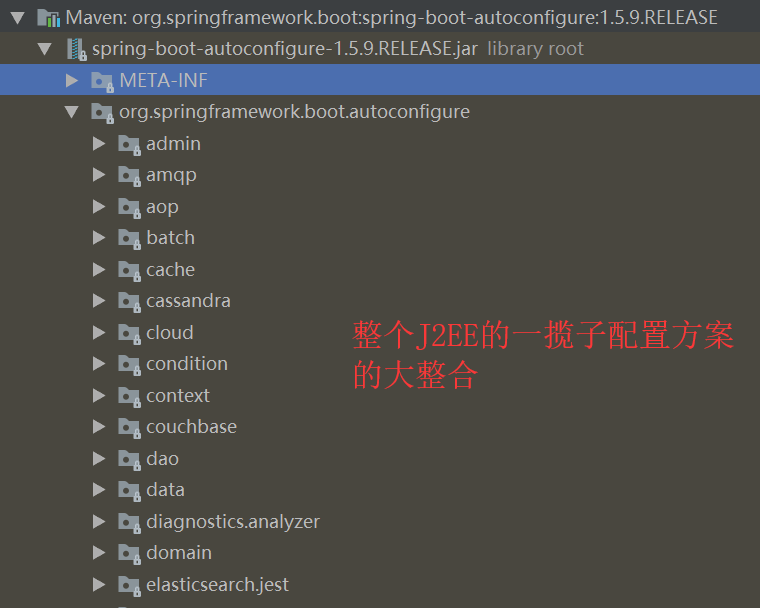 Maven: org.springframework.boot:spring-boot-autoconfigure:1.5.9.RELEASE
spring-boot-autoconfigure-1.5.9.RELEASE.jar library root
META-INF
org.springframework.boot.autoconfigure
admin
amqp
aop
batch
cache
cassandra
cloud
condition
context
couchbase
dao
data
diagnostics.analyzer
domain
elasticsearch.jest
整个J2EE的一揽子配置方案
的大整合